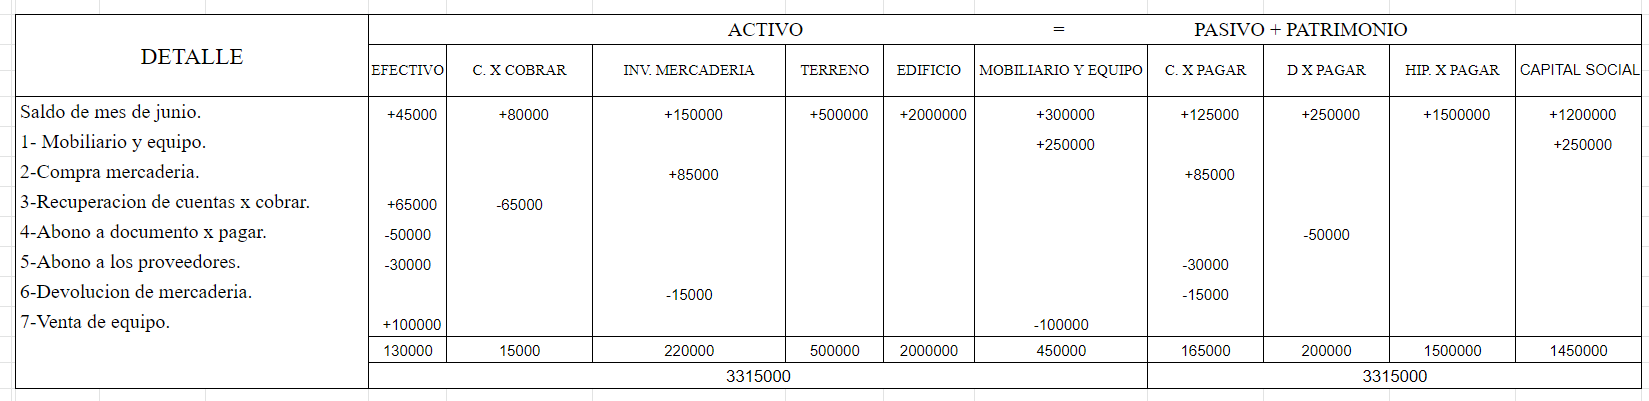 DETALLE
ACTIVO = PASIVO + PATRIMONIO
EFECTIVO C. X COBRAR INV. MERCADERIA TERRENO EDIFICIO MOBILIARIO Y EQUIPO C. X PAGAR D X PAGAR HIP. X PAGAR CAPITAL SOCIAL
Saldo de mes de junio. +45000 +80000 +150000 +500000 +2000000 +300000 +125000 +250000 +1500000 +1200000
1- Mobiliario y equipo. +250000 +250000
2-Compra mercaderia. +85000 +85000
3-Recuperacion de cuentas x cobrar. +65000 -65000
4-Abono a documento x pagar. -50000 -50000
5-Abono a los proveedores. -30000 -30000
6-Devolucion de mercaderia. -15000 -15000
7-Venta de equipo. +100000 -100000
130000 15000 220000 500000 2000000 450000 165000 200000 1500000 1450000
3315000 3315000